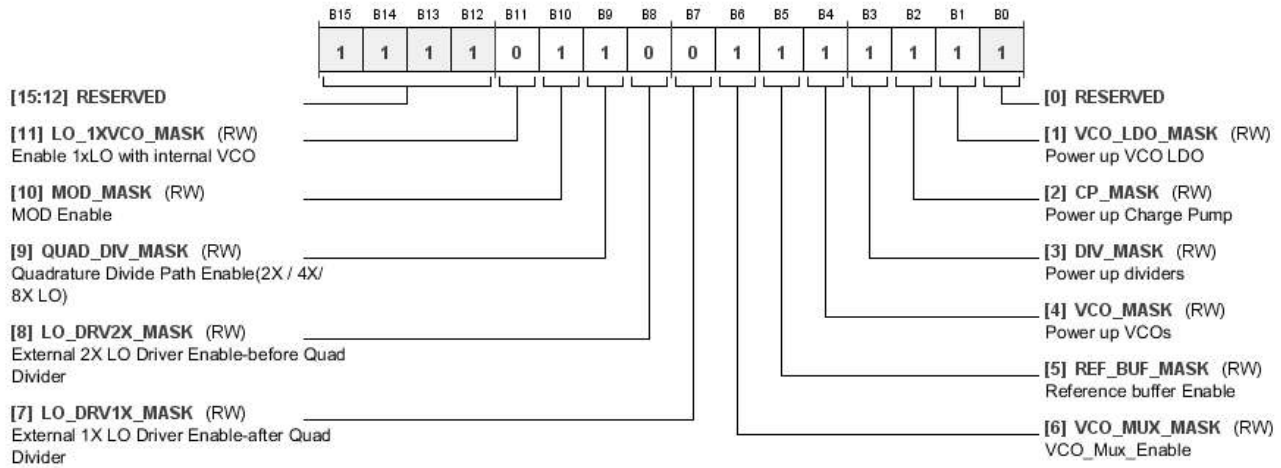 B15 B14 B13 B12 B11 B10 B9 B8 B7 B6 B5 B4 B3 B2 B1 B0
1 1 1 1 0 1 1 0 0 1 1 1 1 1 1 1
[15:12] RESERVED
[11] LO_1XVCO_MASK (RW)
Enable 1xLO with internal VCO
[10] MOD_MASK (RW)
MOD Enable
[9] QUAD_DIV_MASK (RW)
Quadrature Divide Path Enable(2X / 4X/
8X LO)
[8] LO_DRV2X_MASK (RW)
External 2X LO Driver Enable-before Quad
Divider
[7] LO_DRV1X_MASK (RW)
External 1X LO Driver Enable-after Quad
Divider
[0] RESERVED
[1] VCO_LDO_MASK (RW)
Power up VCO LDO
[2] CP_MASK (RW)
Power up Charge Pump
[3] DIV_MASK (RW)
Power up dividers
[4] VCO_MASK (RW)
Power up VCOs
[5] REF_BUF_MASK (RW)
Reference buffer Enable
[6] VCO_MUX_MASK (RW)
VCO_Mux_Enable